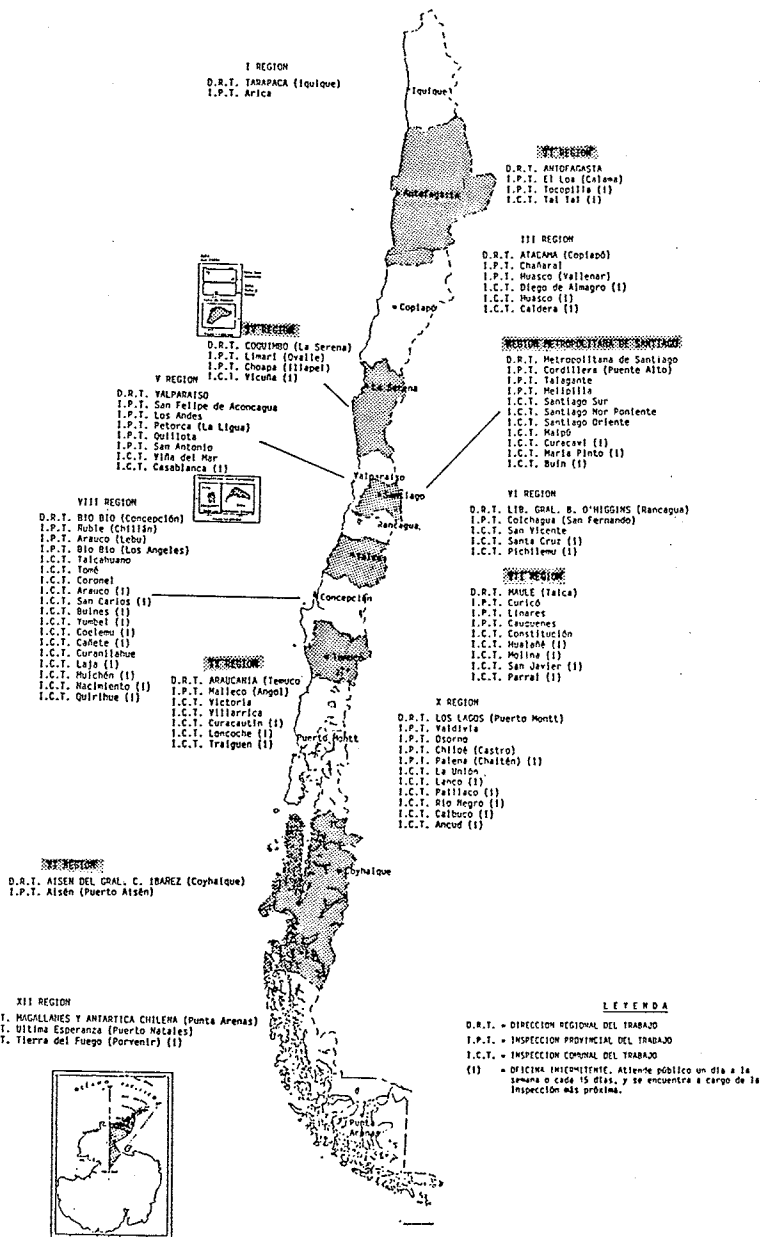 I REGION
D.R.T. TARAPACA (Iquique)
I.P.T. Arica
Iquique
II REGION
D.R.T. ANTOFAGASTA
I.P.T. El Loa (Calama)
I.P.T. Tocopilla (1)
I.C.T. Tal Tal (1)
Antofagasta
III REGION
D.R.T. ATACAMA (Copiapó)
I.P.T. Chañaral
I.P.T. Huasco (Vallenar)
I.C.T. Diego de Almagro (1)
I.C.T. Huasco (1)
I.C.T. Caldera (1)
Copiapó
IV REGION
D.R.T. COQUIMBO (La Serena)
I.P.T. Limarí (Ovalle)
I.P.T. Choapa (Illapel)
I.C.T. Vicuña (1)
La Serena
REGION METROPOLITANA DE SANTIAGO
D.R.T. Metropolitana de Santiago
I.P.T. Cordillera (Puente Alto)
I.P.T. Talagante
I.P.T. Melipilla
I.C.T. Santiago Sur
I.C.T. Santiago Nor Poniente
I.C.T. Santiago Oriente
I.C.T. Maipú
I.C.T. Curacaví (1)
I.C.T. María Pinto (1)
I.C.T. Buin (1)
V REGION
D.R.T. VALPARAISO
I.P.T. San Felipe de Aconcagua
I.P.T. Los Andes
I.P.T. Petorca (La Ligua)
I.P.T. Quillota
I.P.T. San Antonio
I.C.T. Viña del Mar
I.C.T. Casablanca (1)
Valparaíso
Santiago
Rancagua
VI REGION
D.R.T. LIB. GRAL. B. O'HIGGINS (Rancagua)
I.P.T. Colchagua (San Fernando)
I.C.T. San Vicente
I.C.T. Santa Cruz (1)
I.C.T. Pichilemu (1)
VIII REGION
D.R.T. BIO BIO (Concepción)
I.P.T. Ñuble (Chillán)
I.P.T. Arauco (Lebu)
I.P.T. Bío Bío (Los Angeles)
I.C.T. Talcahuano
I.C.T. Tomé
I.C.T. Coronel
I.C.T. Arauco (1)
I.C.T. San Carlos (1)
I.C.T. Bulnes (1)
I.C.T. Yumbel (1)
I.C.T. Coelemu (1)
I.C.T. Cañete (1)
I.C.T. Curanilahue
I.C.T. Laja (1)
I.C.T. Mulchén (1)
I.C.T. Nacimiento (1)
I.C.T. Quirihue (1)
Talca
Concepción
VII REGION
D.R.T. MAULE (Talca)
I.P.T. Curicó
I.P.T. Linares
I.P.T. Cauquenes
I.C.T. Constitución
I.C.T. Hualañé (1)
I.C.T. Molina (1)
I.C.T. San Javier (1)
I.C.T. Parral (1)
IX REGION
D.R.T. ARAUCANIA (Temuco
I.P.T. Malleco (Angol)
I.C.T. Victoria
I.C.T. Villarrica
I.C.T. Curacautín (1)
I.C.T. Loncoche (1)
I.C.T. Traiguen (1)
Temuco
Puerto Montt
X REGION
D.R.T. LOS LAGOS (Puerto Montt)
I.P.T. Valdivia
I.P.T. Osorno
I.P.T. Chiloé (Castro)
I.P.T. Palena (Chaitén) (1)
I.C.T. La Unión
I.C.T. Lanco (1)
I.C.T. Paillaco (1)
I.C.T. Río Negro (1)
I.C.T. Calbuco (1)
I.C.T. Ancud (1)
XI REGION
D.R.T. AISEN DEL GRAL. C. IBAÑEZ (Coyhaique)
I.P.T. Aisén (Puerto Aisén)
Coyhaique
XII REGION
T. MAGALLANES Y ANTARTICA CHILENA (Punta Arenas)
T. Ultima Esperanza (Puerto Natales)
T. Tierra del Fuego (Porvenir) (1)
Punta
Arenas
LEYENDA
D.R.T. = DIRECCION REGIONAL DEL TRABAJO
I.P.T. = INSPECCION PROVINCIAL DEL TRABAJO
I.C.T. = INSPECCION COMUNAL DEL TRABAJO
(1) = OFICINA INTERMITENTE. Atiende público un día a la
semana o cada 15 días, y se encuentra a cargo de la
Inspección más próxima.